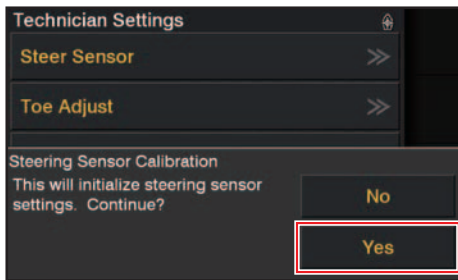 Technician Settings
Steer Sensor
Toe Adjust
Steering Sensor Calibration
This will initialize steering sensor
settings. Continue?
No
Yes